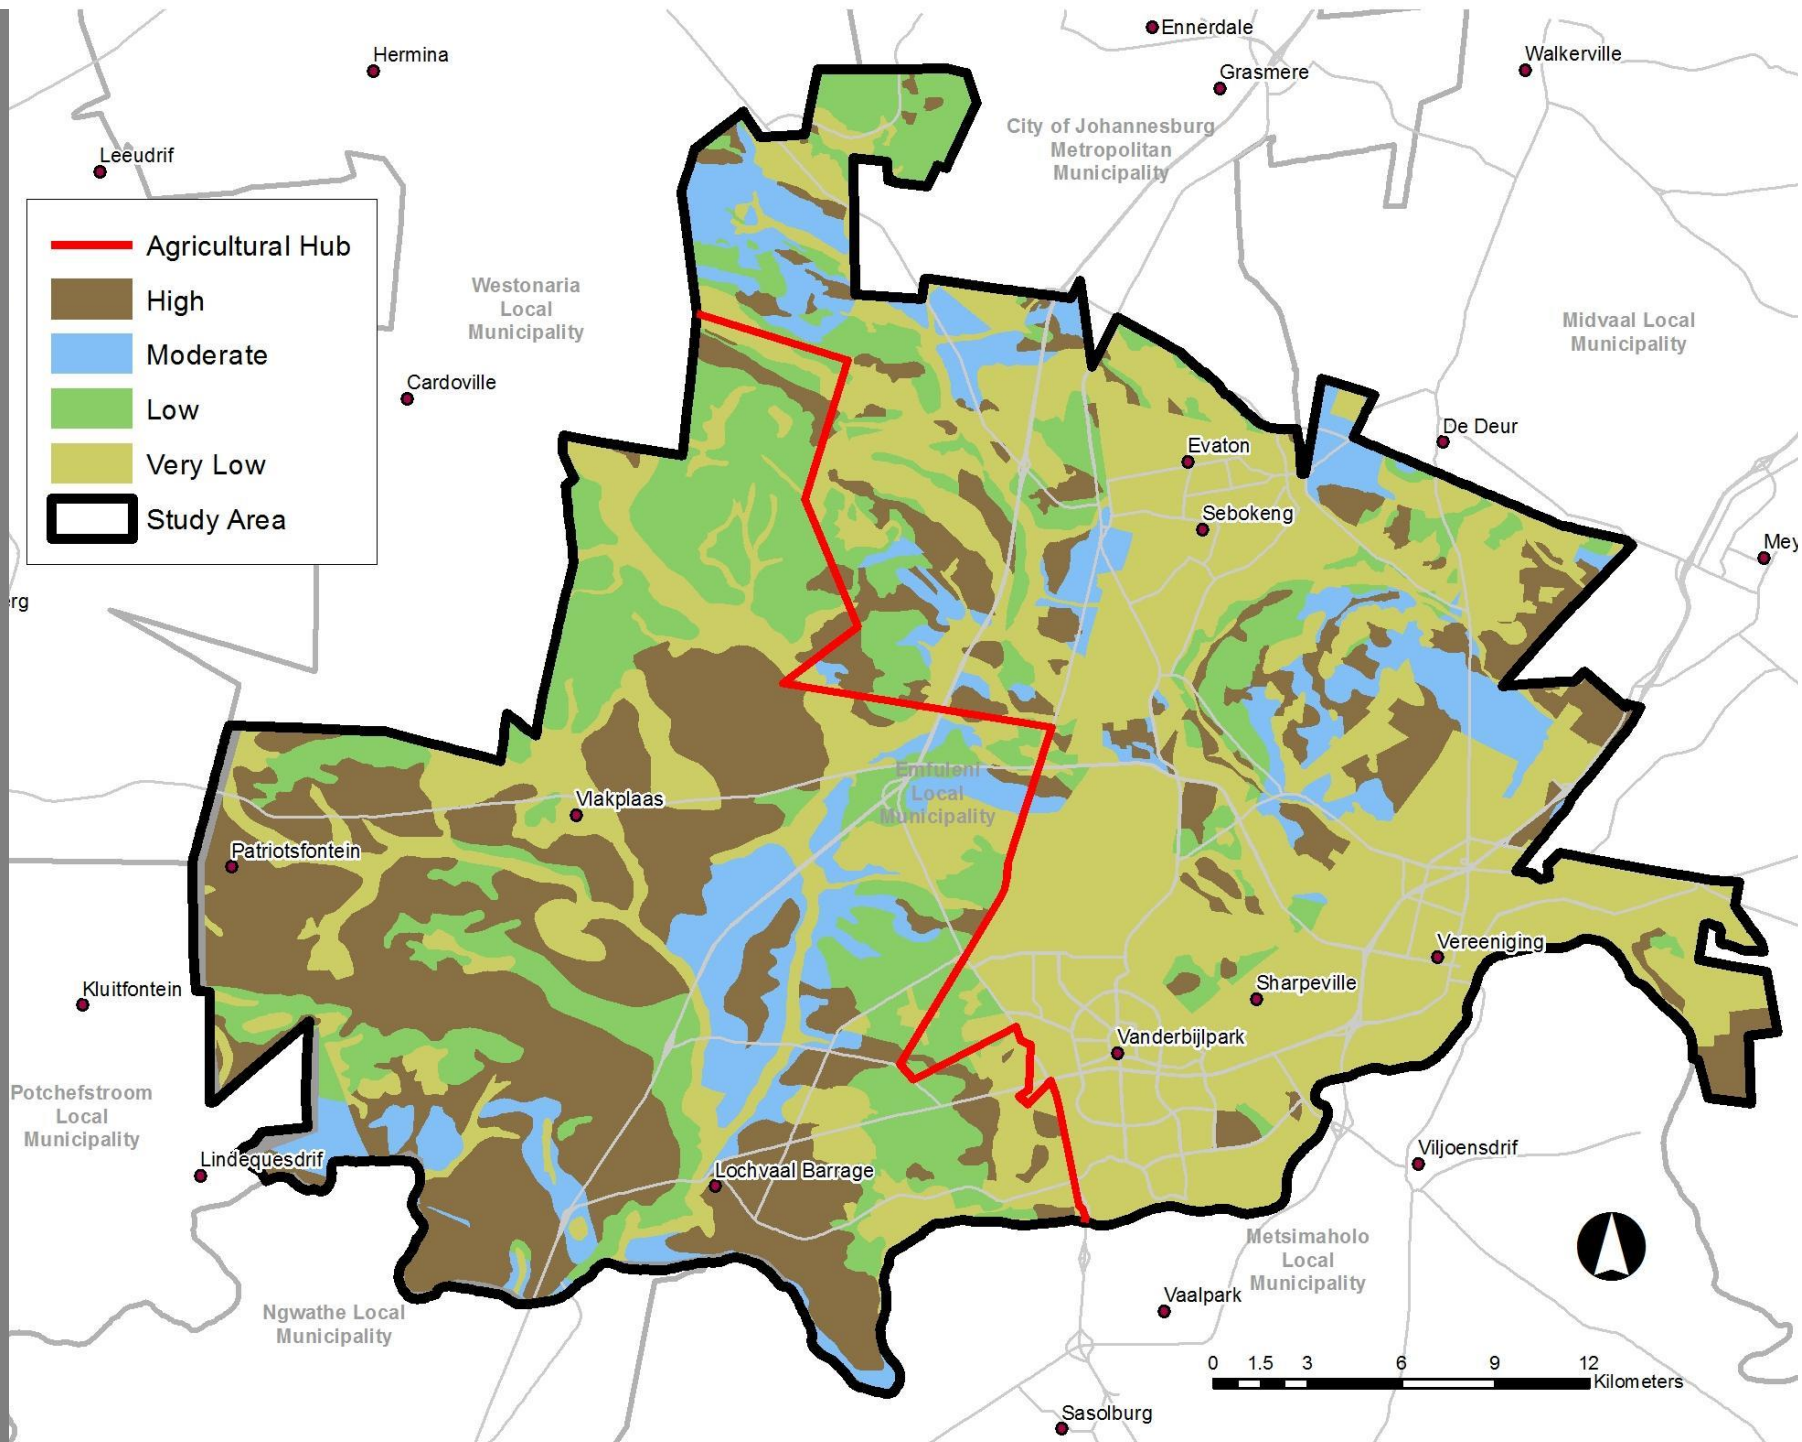 Ennerdale
Hermina
Walkerville
Grasmere
City of Johannesburg
Metropolitan
Municipality
Leeudrif
Agricultural Hub
High
Moderate
Low
Very Low
Study Area
Westonaria
Local
Municipality
Midvaal Local
Municipality
Cardoville
De Deur
Evaton
Sebokeng
Mey
rg
Emfuleni
Local
Municipality
Vlakplaas
Patriotsfontein
Vereeniging
Kluitfontein
Sharpeville
Vanderbijlpark
Potchefstroom
Local
Municipality
Lindequesdrif
Lochvaal Barrage
Viljoensdrif
Metsimaholo
Local
Municipality
Vaalpark
Ngwathe Local
Municipality
0 1.5 3 6 9 12
Kilometers
Sasolburg